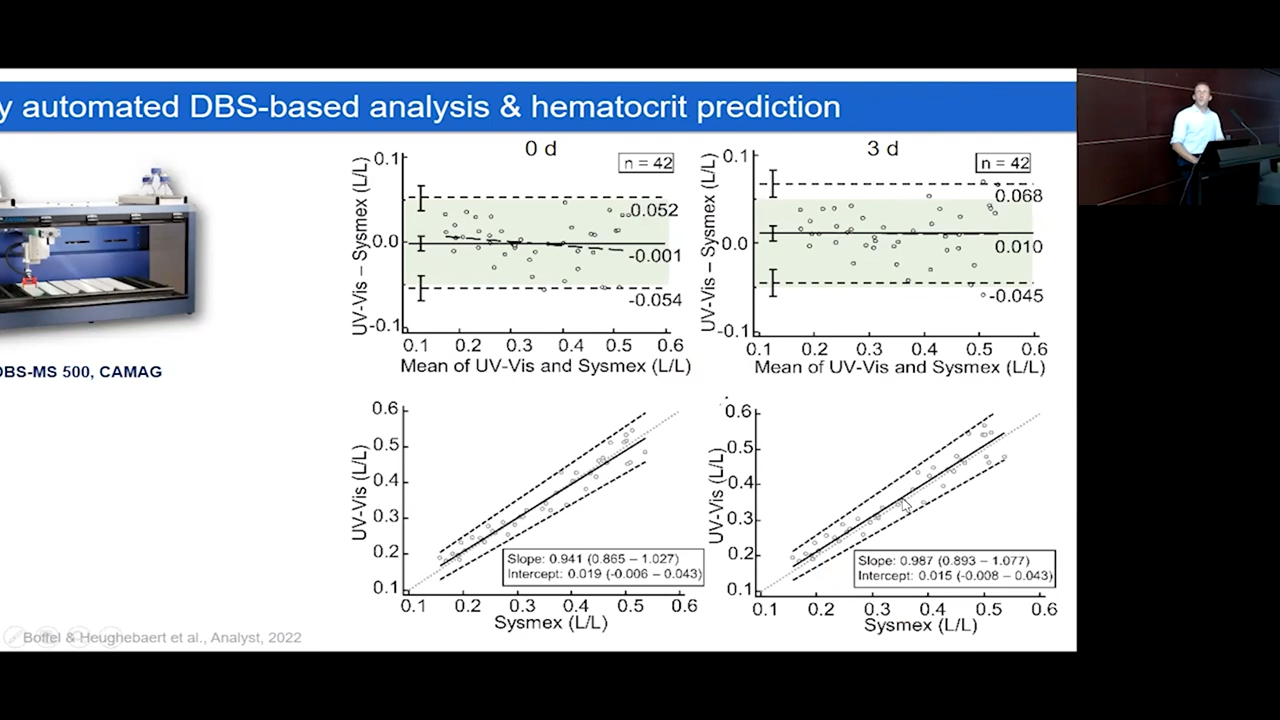 y automated DBS-based analysis & hematocrit prediction
0 d
n = 42
0.1
0.0
-0.1
UV-Vis – Sysmex (L/L)
0.052
-0.001
-0.054
0.1 0.2 0.3 0.4 0.5 0.6
Mean of UV-Vis and Sysmex (L/L)
3 d
n = 42
0.1
0.0
-0.1
UV-Vis – Sysmex (L/L)
0.068
0.010
-0.045
0.1 0.2 0.3 0.4 0.5 0.6
Mean of UV-Vis and Sysmex (L/L)
DBS-MS 500, CAMAG
0.6
0.5
0.4
0.3
0.2
0.1
UV-Vis (L/L)
Slope: 0.941 (0.865 – 1.027)
Intercept: 0.019 (-0.006 – 0.043)
0.1 0.2 0.3 0.4 0.5 0.6
Sysmex (L/L)
0.6
0.5
0.4
0.3
0.2
0.1
UV-Vis (L/L)
Slope: 0.987 (0.893 – 1.077)
Intercept: 0.015 (-0.008 – 0.043)
0.1 0.2 0.3 0.4 0.5 0.6
Sysmex (L/L)
Boffel & Heughebaert et al., Analyst, 2022